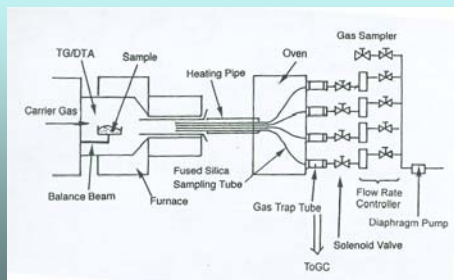 Gas Sampler
TG/DTA
Oven
Sample
Heating Pipe
Carrier Gas
Fused Silica
Sampling Tube
Balance Beam
Furnace
Gas Trap Tube
Flow Rate
Controller
Diaphragm Pump
Solenoid Valve
ToGC